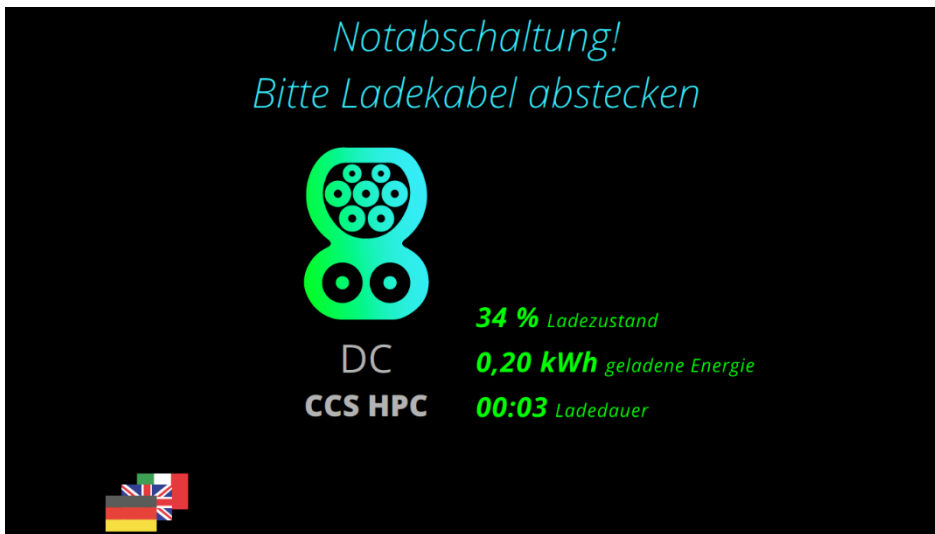 Notabschaltung!
Bitte Ladekabel abstecken
34 % Ladezustand
DC
0,20 kWh geladene Energie
CCS HPC
00:03 Ladedauer